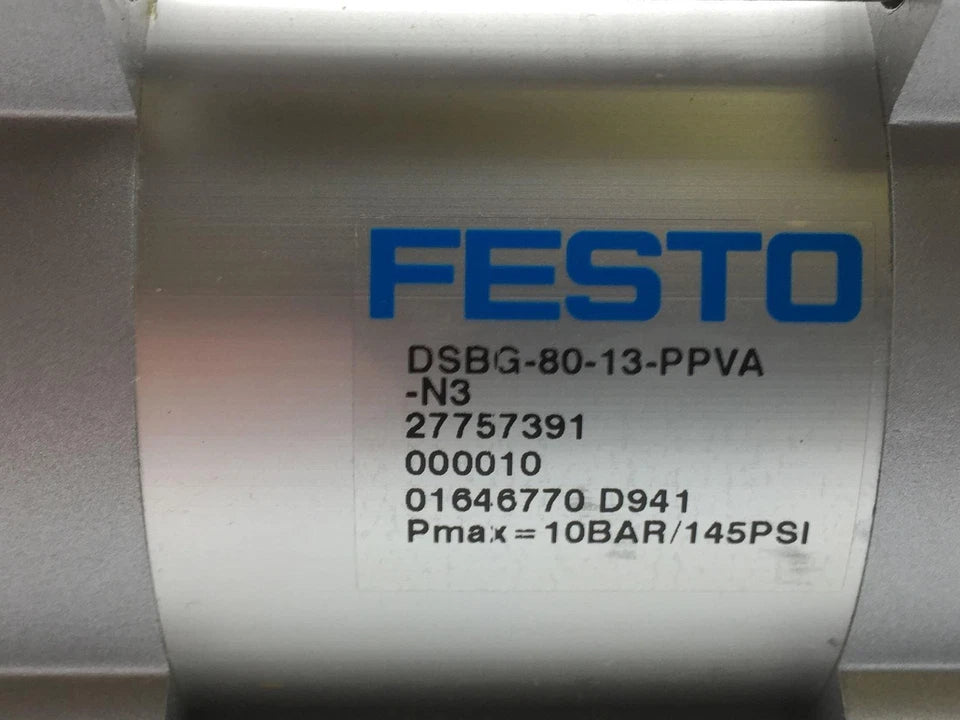 FESTO
DSBG-80-13-PPVA
-N3
27757391
000010
01646770 D941
Pmax=10BAR/145PSI